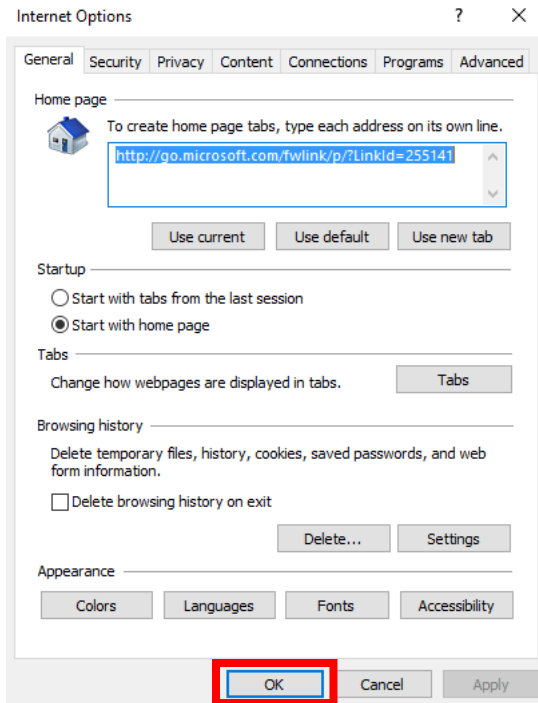 Internet Options ? ×
General Security Privacy Content Connections Programs Advanced
Home page
To create home page tabs, type each address on its own line.
http://go.microsoft.com/fwlink/p/?LinkId=255141
Use current Use default Use new tab
Startup
Start with tabs from the last session
Start with home page
Tabs
Change how webpages are displayed in tabs. Tabs
Browsing history
Delete temporary files, history, cookies, saved passwords, and web
form information.
Delete browsing history on exit
Delete... Settings
Appearance
Colors Languages Fonts Accessibility
OK Cancel Apply